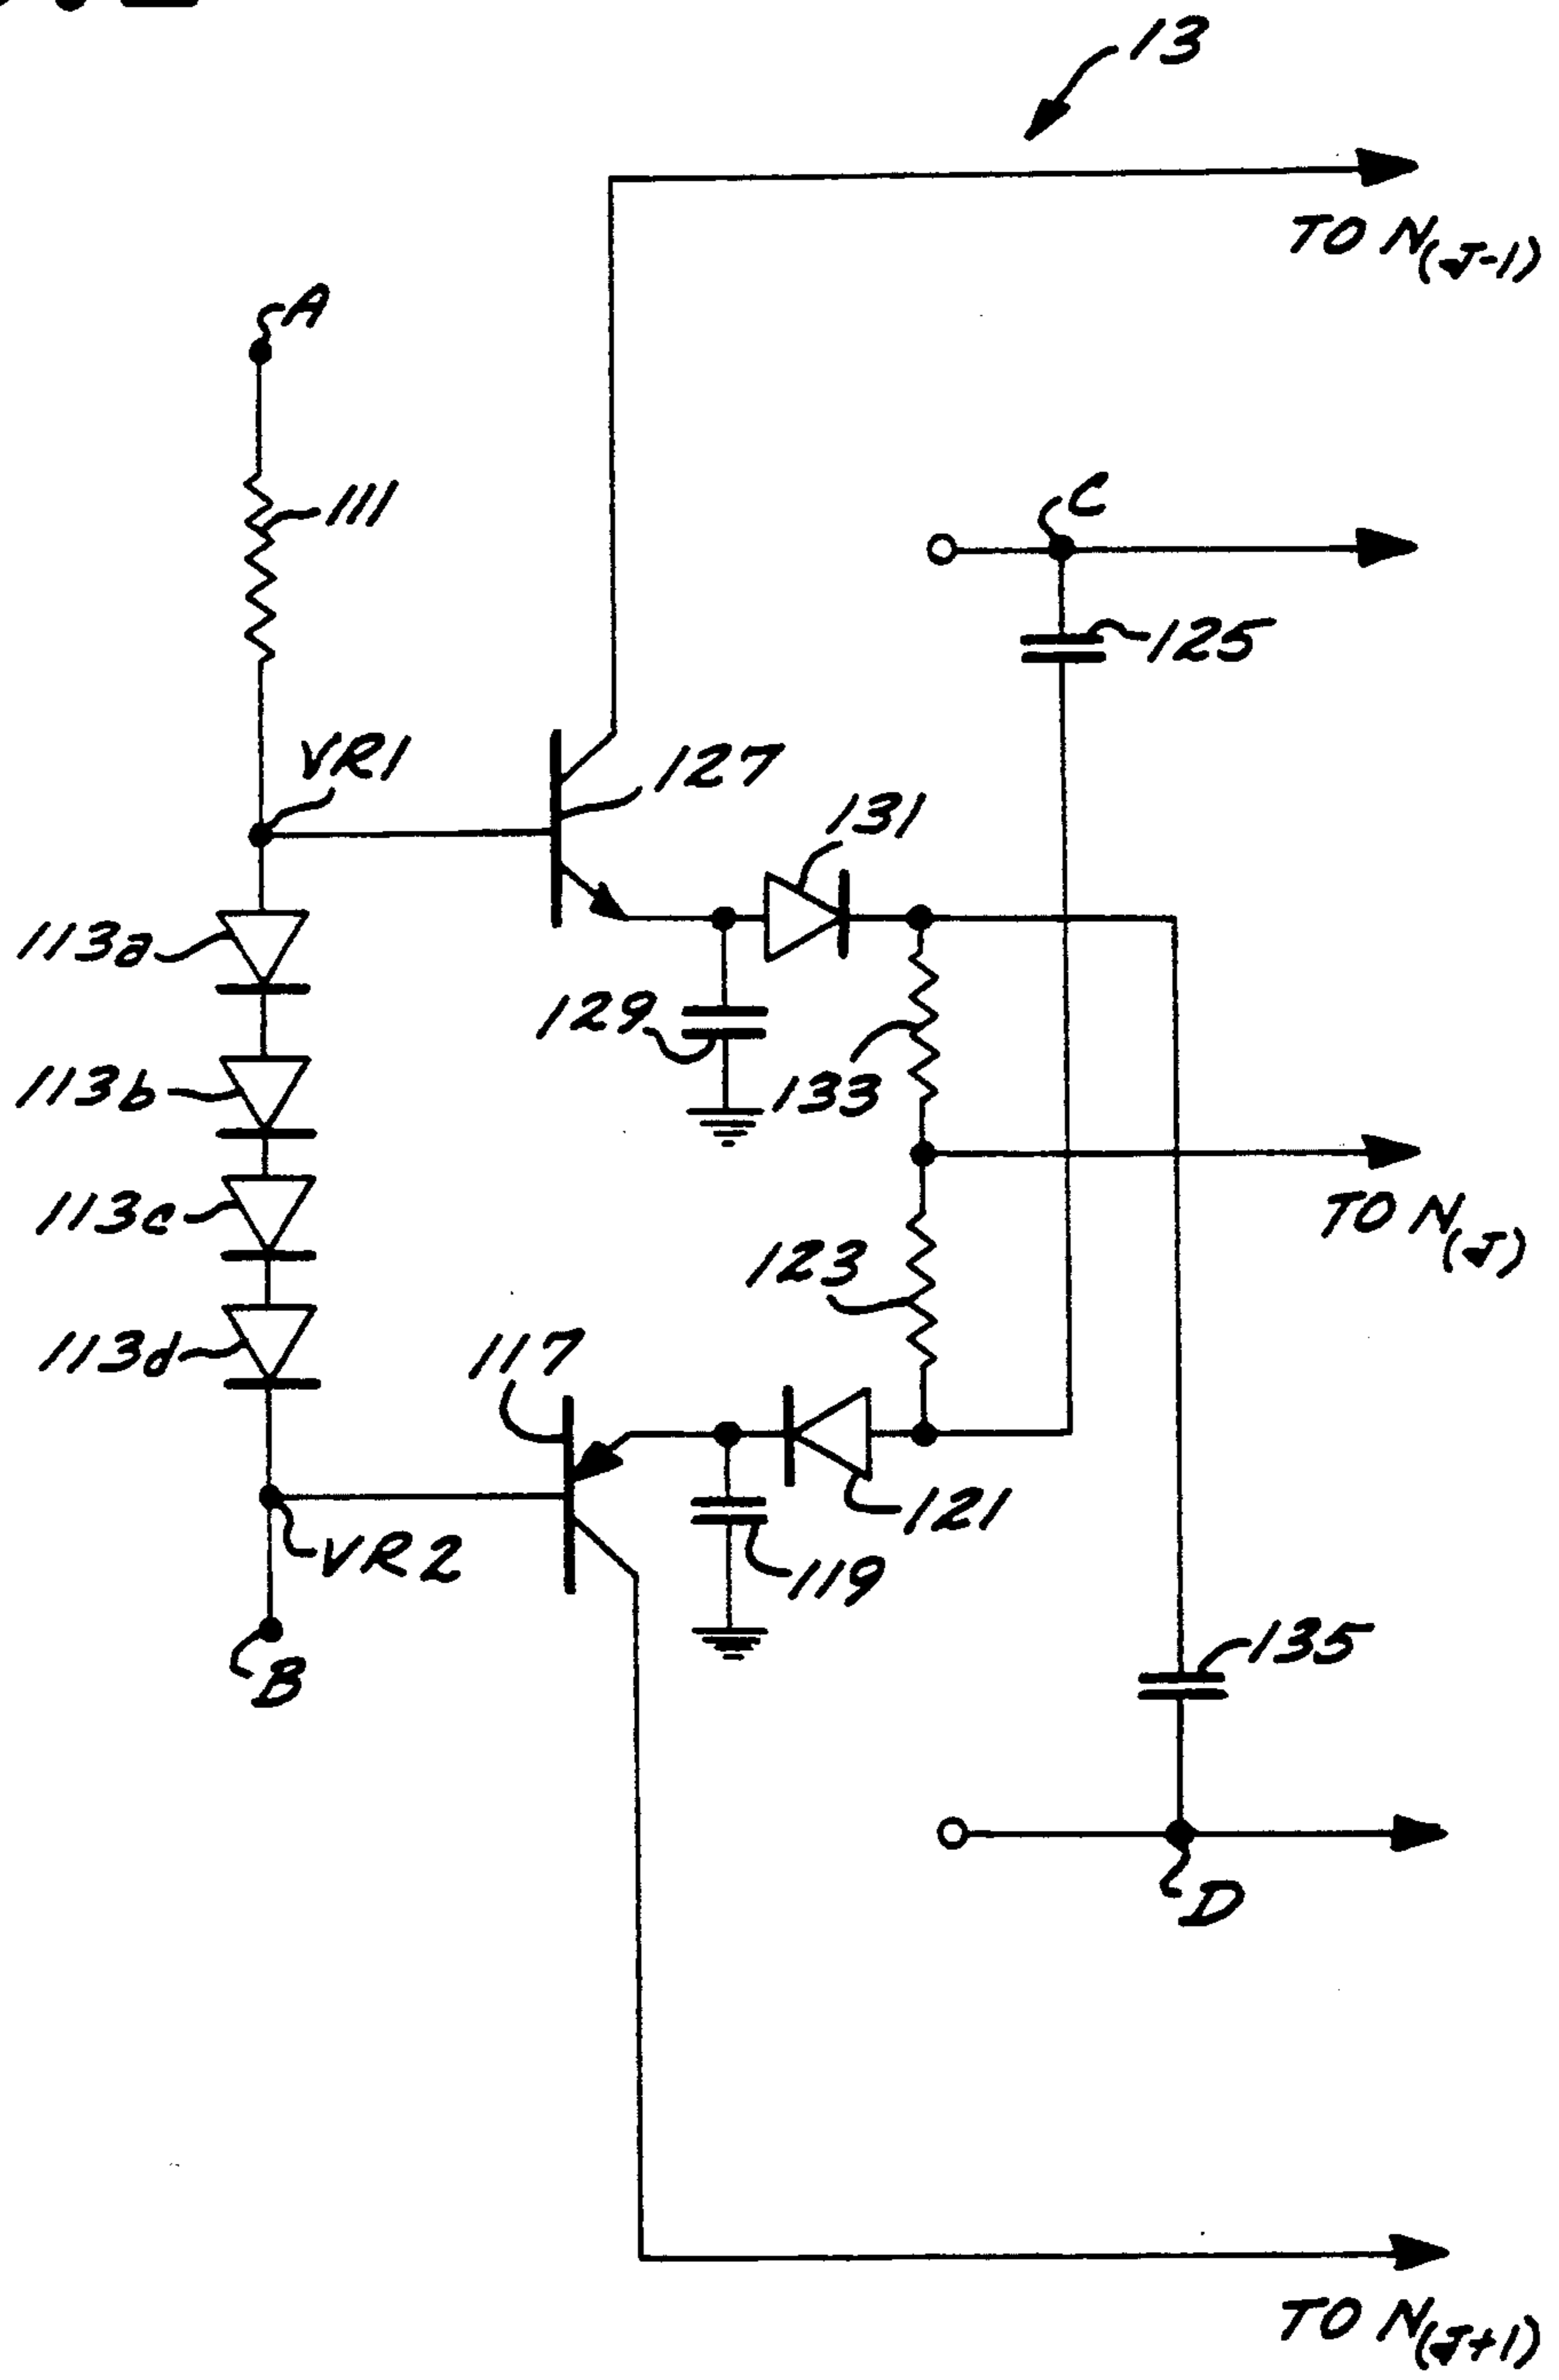 13
TO N(J-1)
A
111
C
125
VR1
127
131
113a
129
133
113b
TO N(J)
113c
123
113d
117
121
VR2
119
135
B
D
TO N(J+1)